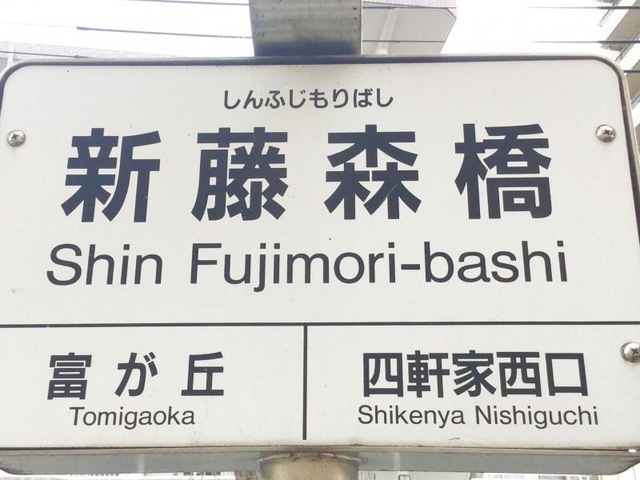 しんふじもりばし
新藤森橋
Shin Fujimori-bashi
富が丘
Tomigaoka
四軒家西口
Shikenya Nishiguchi